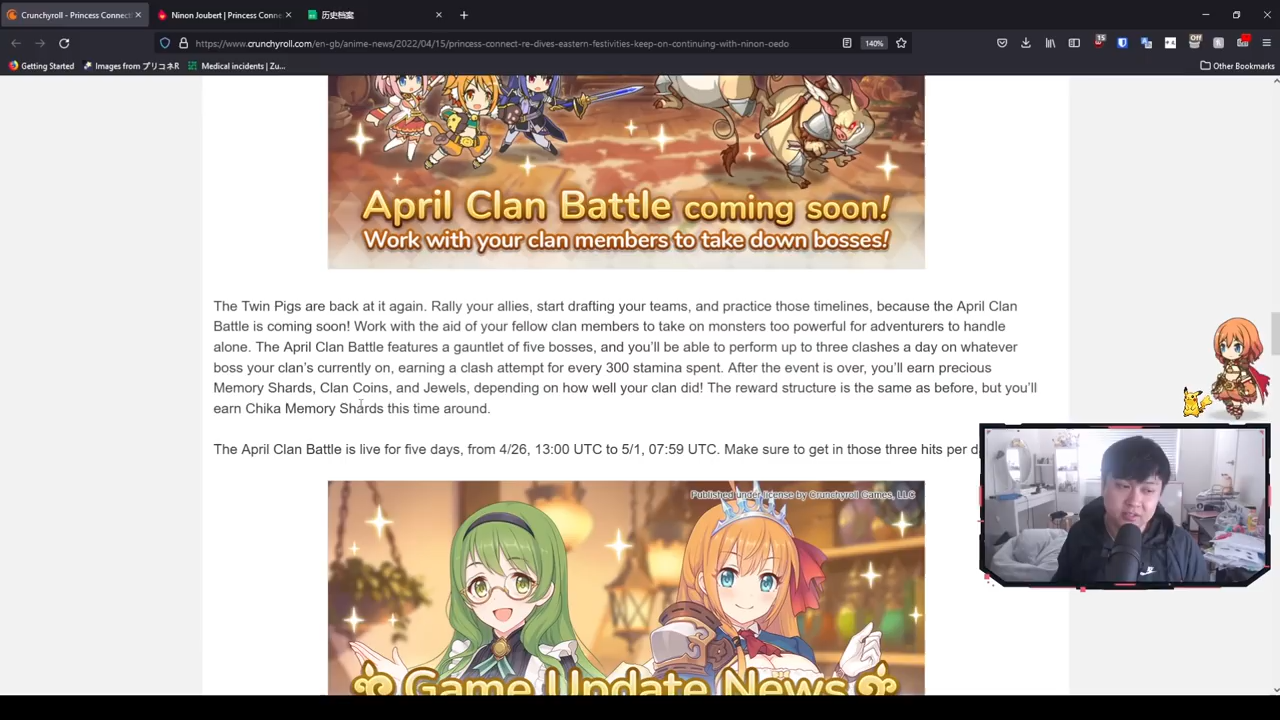 Crunchyroll - Princess Connect
Ninon Joubert | Princess Conne
历史档案
https://www.crunchyroll.com/en-gb/anime-news/2022/04/15/princess-connect-re-dives-eastern-festivities-keep-on-continuing-with-ninon-oedo
140%
15
Off
Getting Started
Images from プリコネR
Medical incidents | Zu...
Other Bookmarks
April Clan Battle coming soon!
Work with your clan members to take down bosses!
The Twin Pigs are back at it again. Rally your allies, start drafting your teams, and practice those timelines, because the April Clan
Battle is coming soon! Work with the aid of your fellow clan members to take on monsters too powerful for adventurers to handle
alone. The April Clan Battle features a gauntlet of five bosses, and you'll be able to perform up to three clashes a day on whatever
boss your clan's currently on, earning a clash attempt for every 300 stamina spent. After the event is over, you'll earn precious
Memory Shards, Clan Coins, and Jewels, depending on how well your clan did! The reward structure is the same as before, but you'll
earn Chika Memory Shards this time around.
The April Clan Battle is live for five days, from 4/26, 13:00 UTC to 5/1, 07:59 UTC. Make sure to get in those three hits per d
Published under license by Crunchyroll Games, LLC
Game Update News